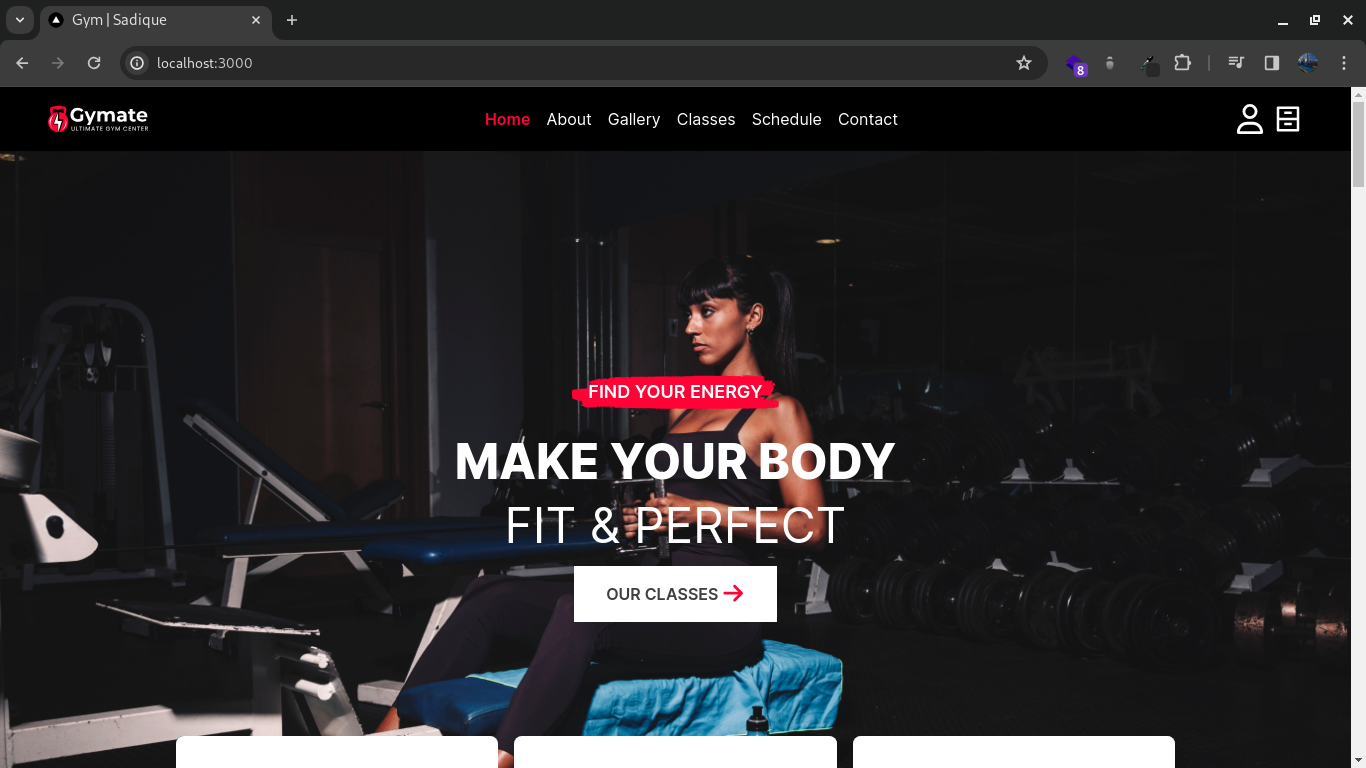 Gym | Sadique
localhost:3000
8
Gymate
ULTIMATE GYM CENTER
Home About Gallery Classes Schedule Contact
FIND YOUR ENERGY
MAKE YOUR BODY
FIT & PERFECT
OUR CLASSES